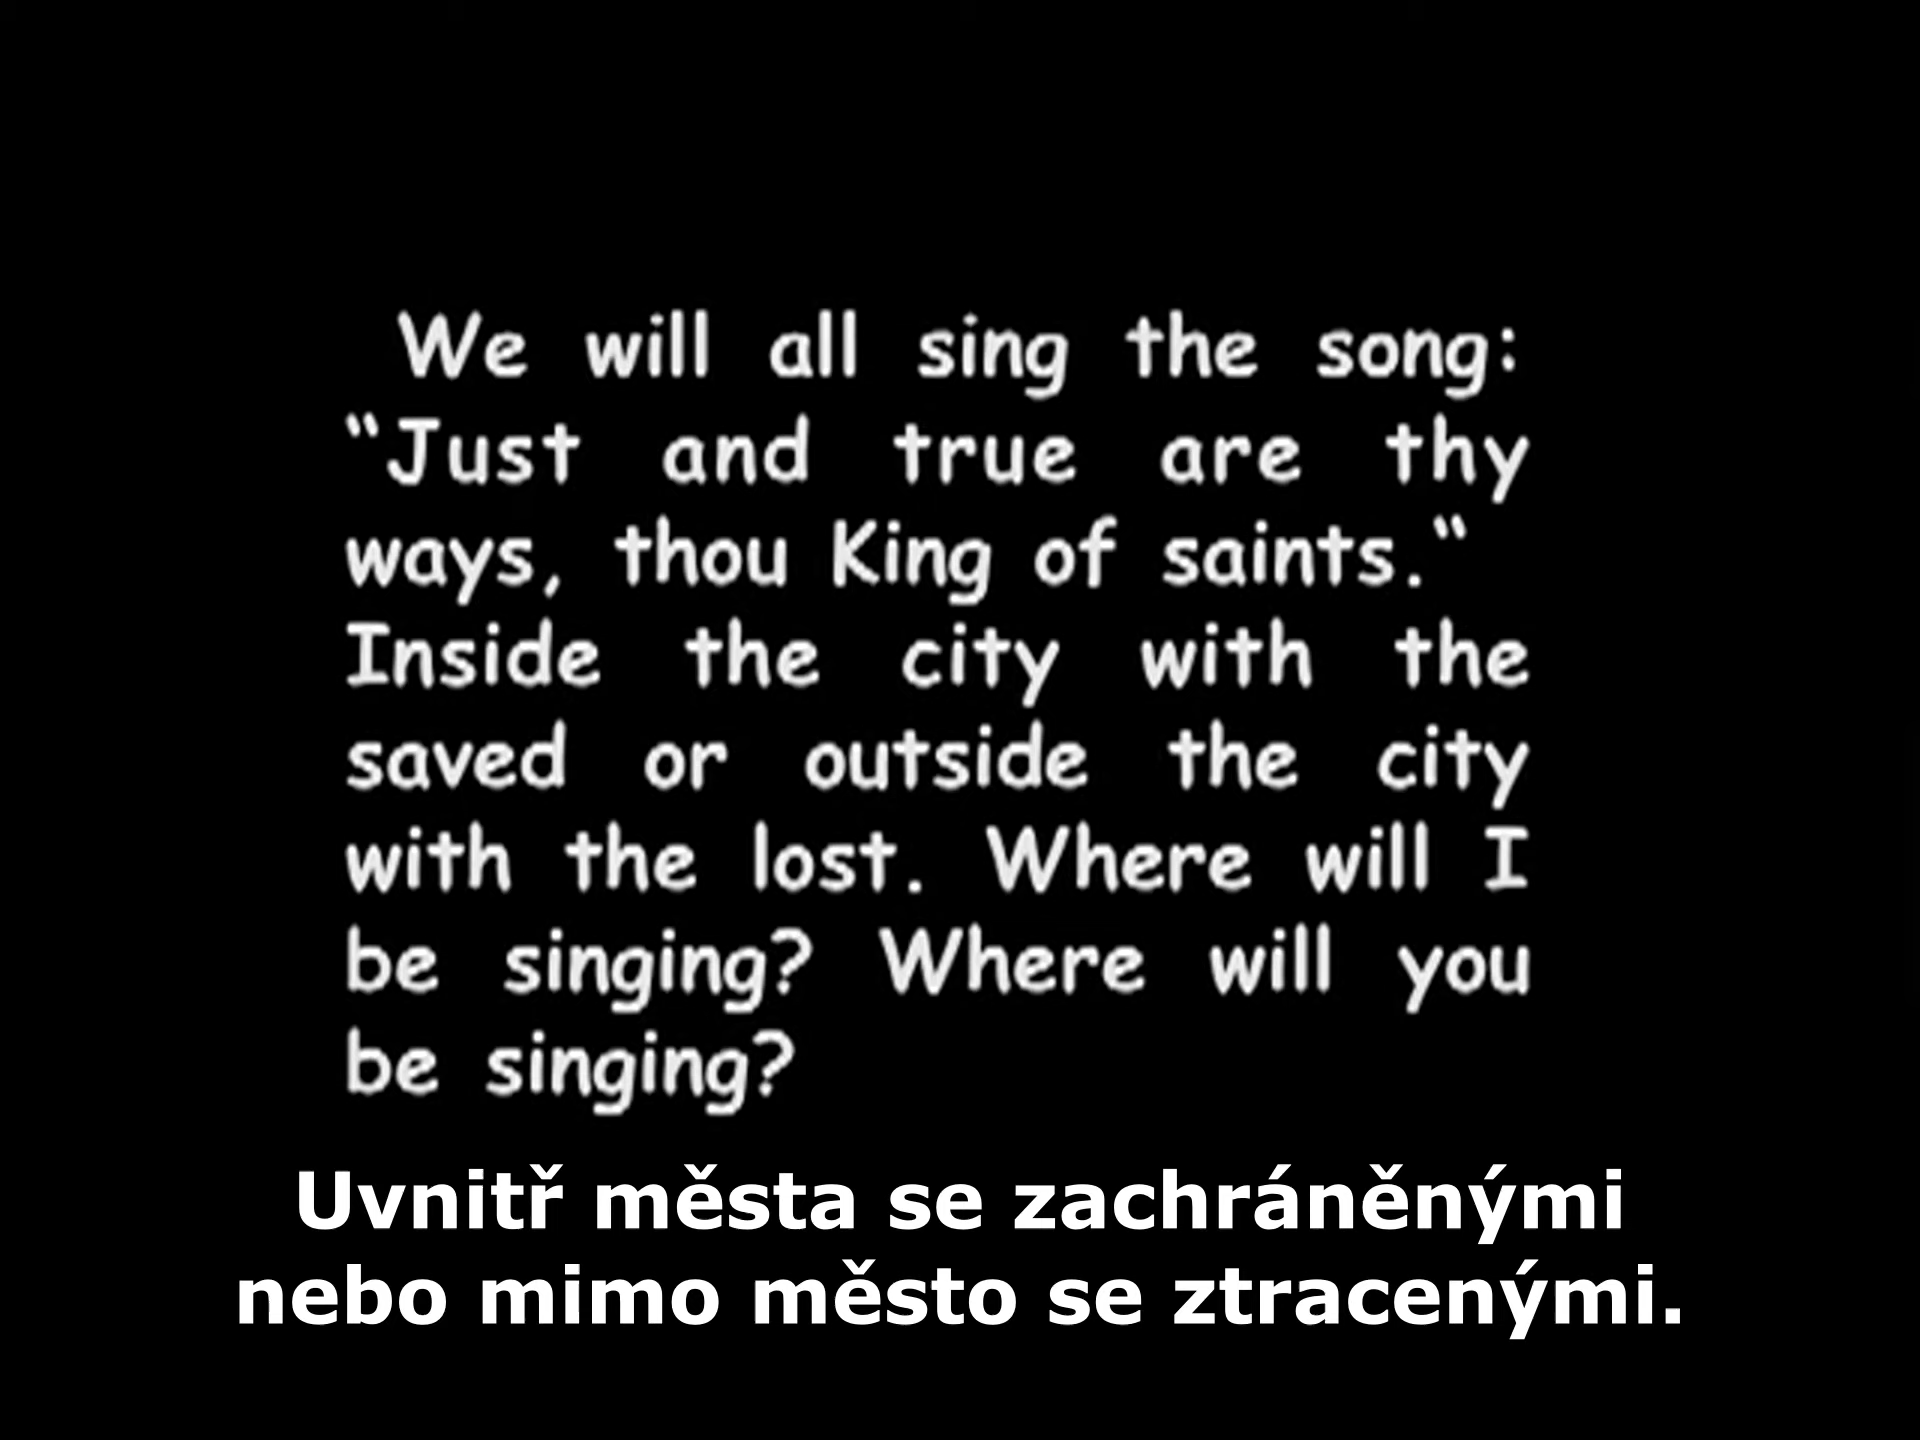 We will all sing the song:
“Just and true are thy
ways, thou King of saints.“
Inside the city with the
saved or outside the city
with the lost. Where will I
be singing? Where will you
be singing?
Uvnitř města se zachráněnými
nebo mimo město se ztracenými.